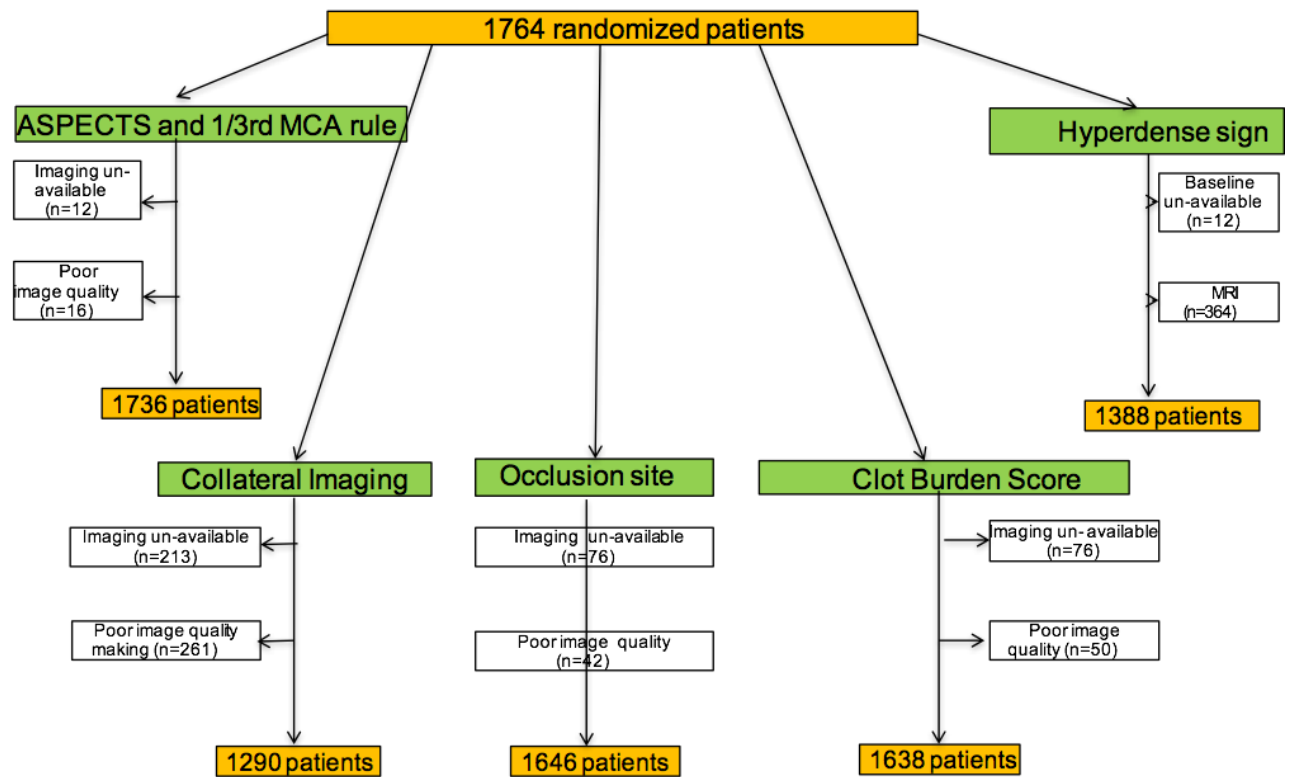 1764 randomized patients
ASPECTS and 1/3rd MCA rule
Imaging un-
available
(n=12)
Poor
image quality
(n=16)
1736 patients
Hyperdense sign
Baseline
un-available
(n=12)
MRI
(n=364)
1388 patients
Collateral Imaging
Imaging un-available
(n=213)
Poor image quality
making (n=261)
1290 patients
Occlusion site
Imaging un-available
(n=76)
Poor image quality
(n=42)
1646 patients
Clot Burden Score
Imaging un-available
(n=76)
Poor image
quality (n=50)
1638 patients